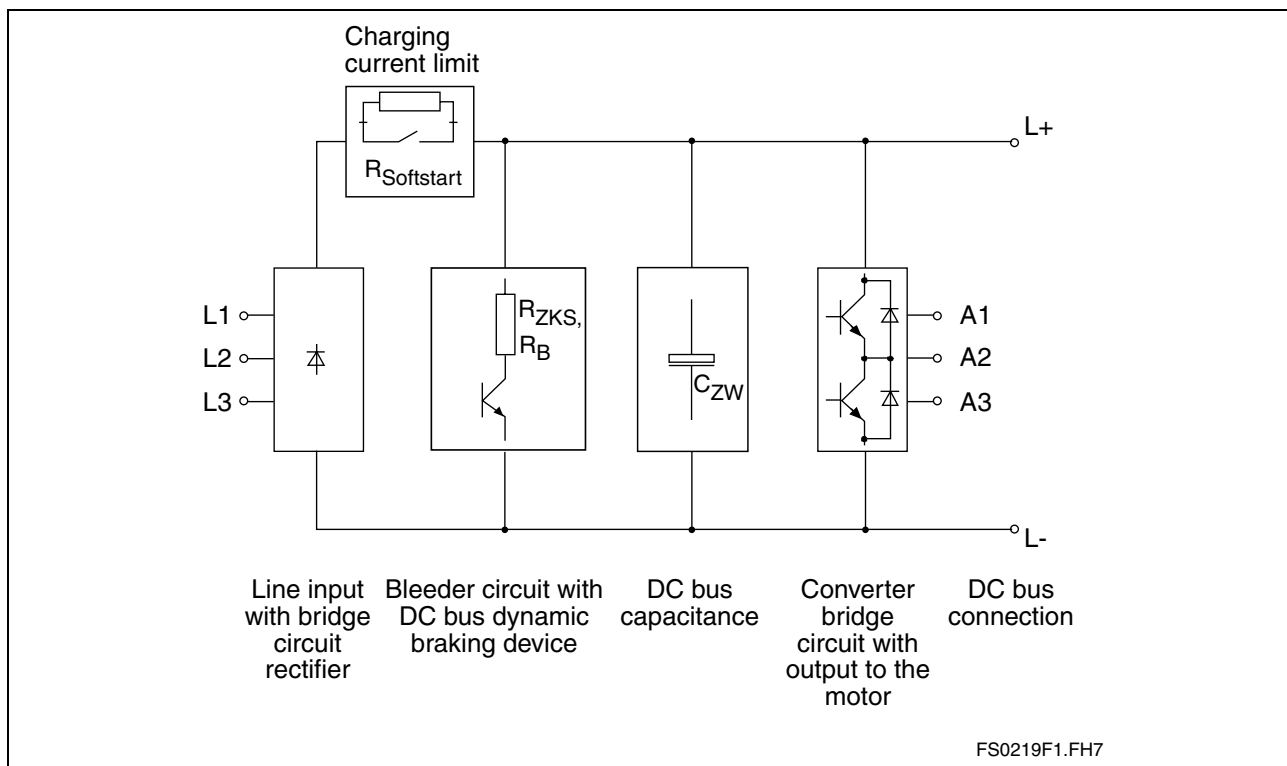 Charging
current limit
RSoftstart
L+
L1
L2
L3
RZKS,
RB
CZW
A1
A2
A3
L-
Line input
with bridge
circuit
rectifier
Bleeder circuit with
DC bus dynamic
braking device
DC bus
capacitance
Converter
bridge
circuit with
output to the
motor
DC bus
connection
FS0219F1.FH7